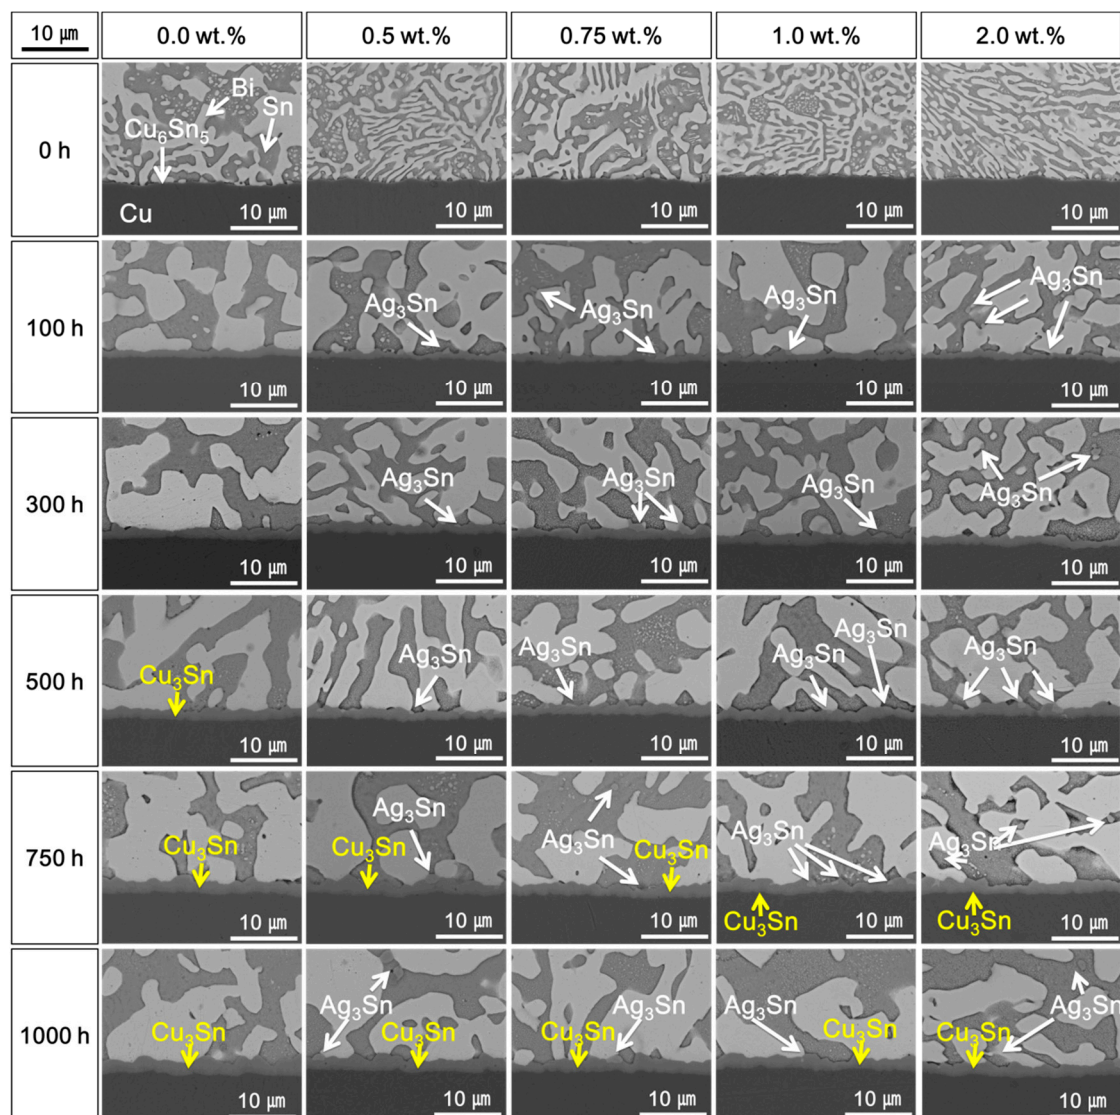 10 μm 0.0 wt.% 0.5 wt.% 0.75 wt.% 1.0 wt.% 2.0 wt.%
0 h
Bi
Sn
Cu₆Sn₅
Cu
10 μm 10 μm 10 μm 10 μm 10 μm
100 h
Ag₃Sn Ag₃Sn Ag₃Sn Ag₃Sn
10 μm 10 μm 10 μm 10 μm 10 μm
300 h
Ag₃Sn Ag₃Sn Ag₃Sn Ag₃Sn
10 μm 10 μm 10 μm 10 μm 10 μm
500 h
Cu₃Sn Ag₃Sn Ag₃Sn Ag₃Sn Ag₃Sn Ag₃Sn
10 μm 10 μm 10 μm 10 μm 10 μm
750 h
Cu₃Sn Ag₃Sn Cu₃Sn Ag₃Sn Cu₃Sn Ag₃Sn Cu₃Sn Ag₃Sn Cu₃Sn
10 μm 10 μm 10 μm 10 μm 10 μm
1000 h
Cu₃Sn Ag₃Sn Cu₃Sn Cu₃Sn Ag₃Sn Ag₃Sn Cu₃Sn Cu₃Sn Ag₃Sn
10 μm 10 μm 10 μm 10 μm 10 μm